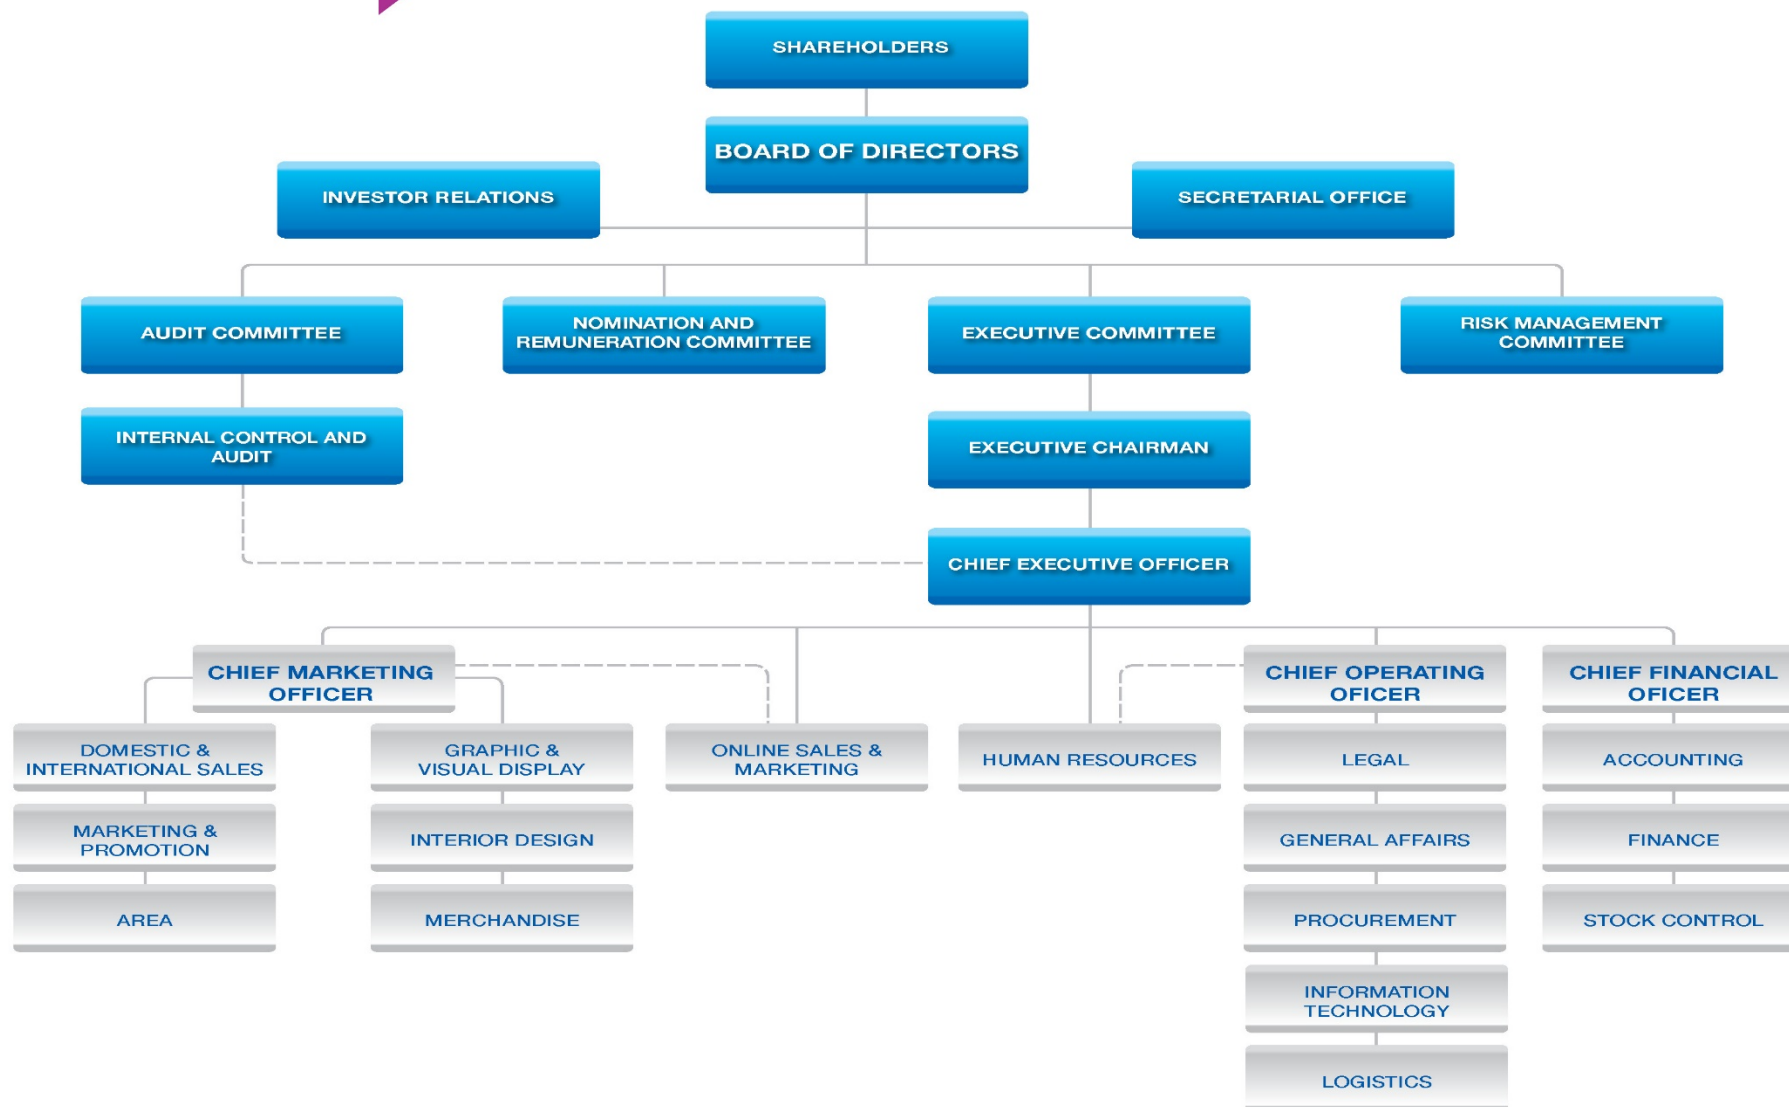 SHAREHOLDERS
BOARD OF DIRECTORS
INVESTOR RELATIONS
SECRETARIAL OFFICE
AUDIT COMMITTEE
NOMINATION AND
REMUNERATION COMMITTEE
EXECUTIVE COMMITTEE
RISK MANAGEMENT
COMMITTEE
INTERNAL CONTROL AND
AUDIT
EXECUTIVE CHAIRMAN
CHIEF EXECUTIVE OFFICER
CHIEF MARKETING
OFFICER
CHIEF OPERATING
OFICER
CHIEF FINANCIAL
OFICER
DOMESTIC &
INTERNATIONAL SALES
GRAPHIC &
VISUAL DISPLAY
ONLINE SALES &
MARKETING
HUMAN RESOURCES
LEGAL
ACCOUNTING
MARKETING &
PROMOTION
INTERIOR DESIGN
GENERAL AFFAIRS
FINANCE
AREA
MERCHANDISE
PROCUREMENT
STOCK CONTROL
INFORMATION
TECHNOLOGY
LOGISTICS